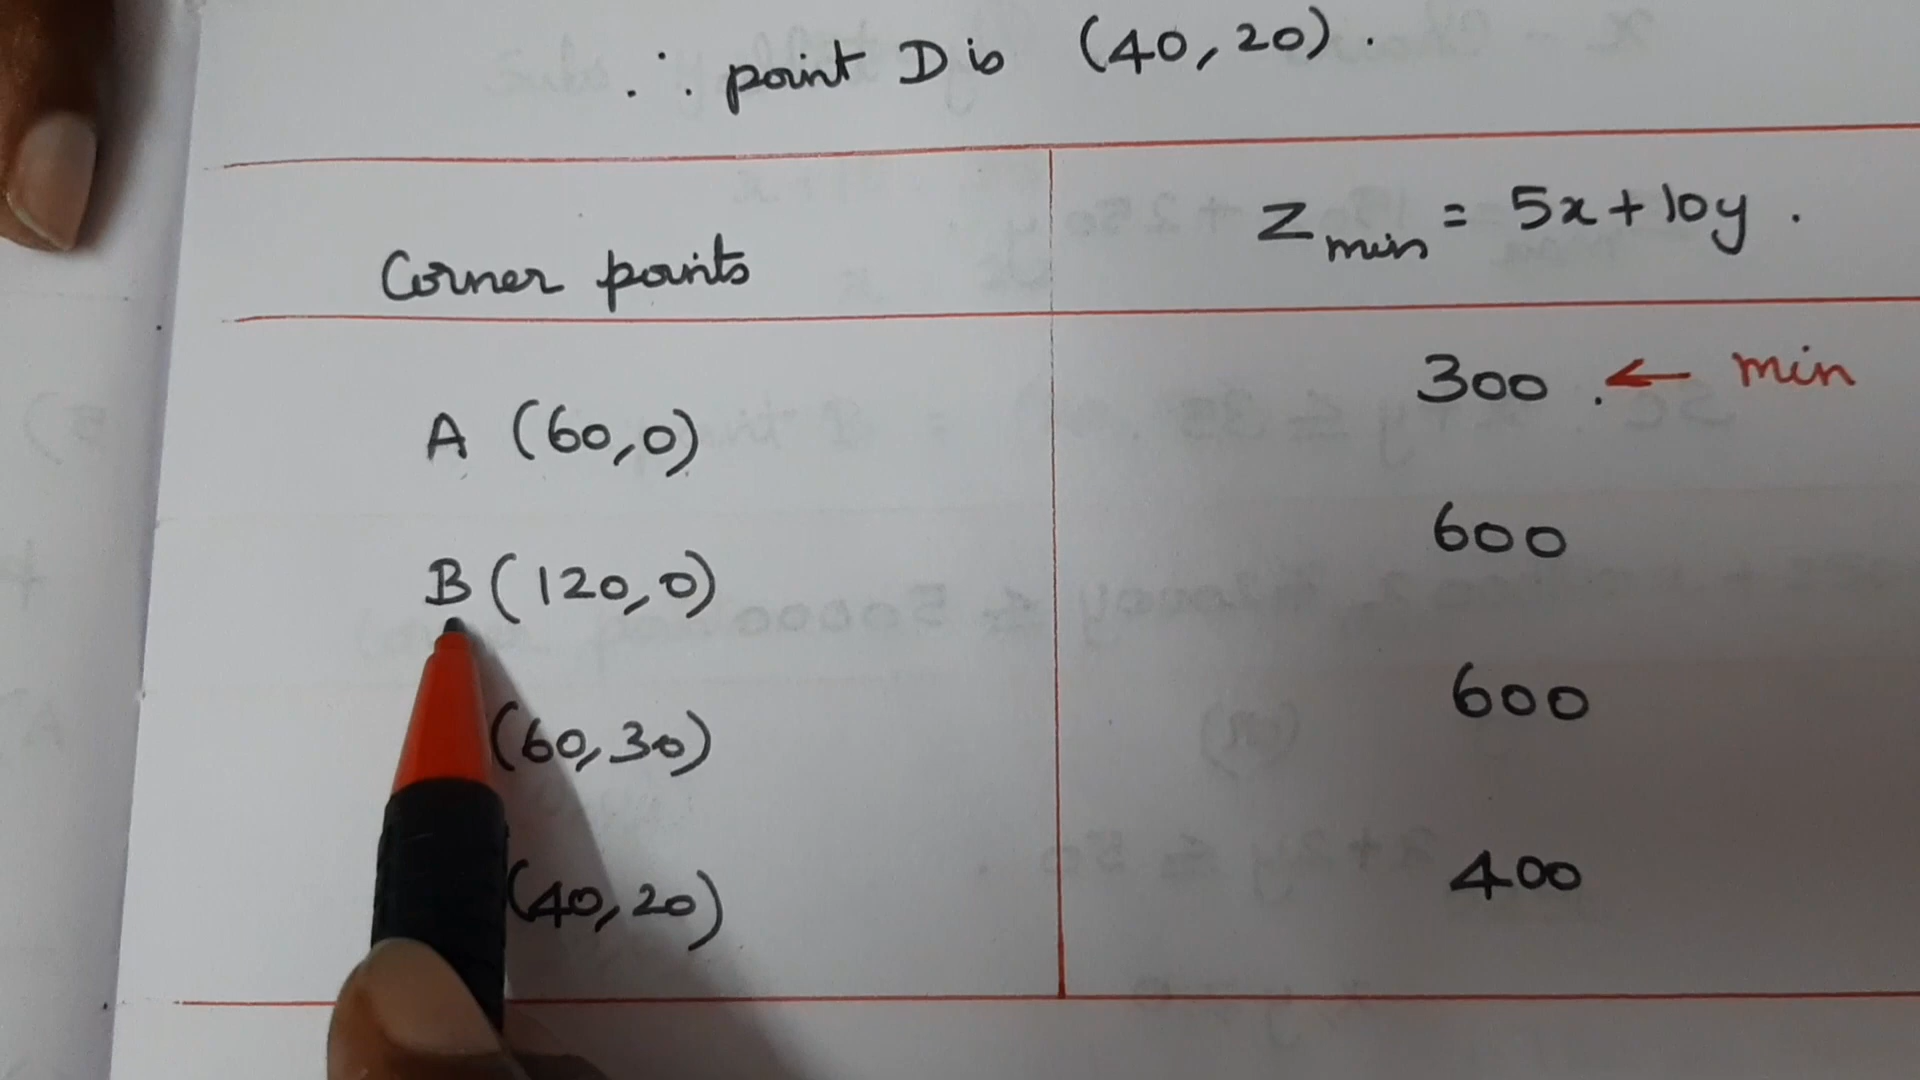 ∴ point D is (40, 20).
Corner points
Z min = 5x + 10y.
A (60, 0)
300. ← min
B (120, 0)
600
(60, 30)
600
(40, 20)
400